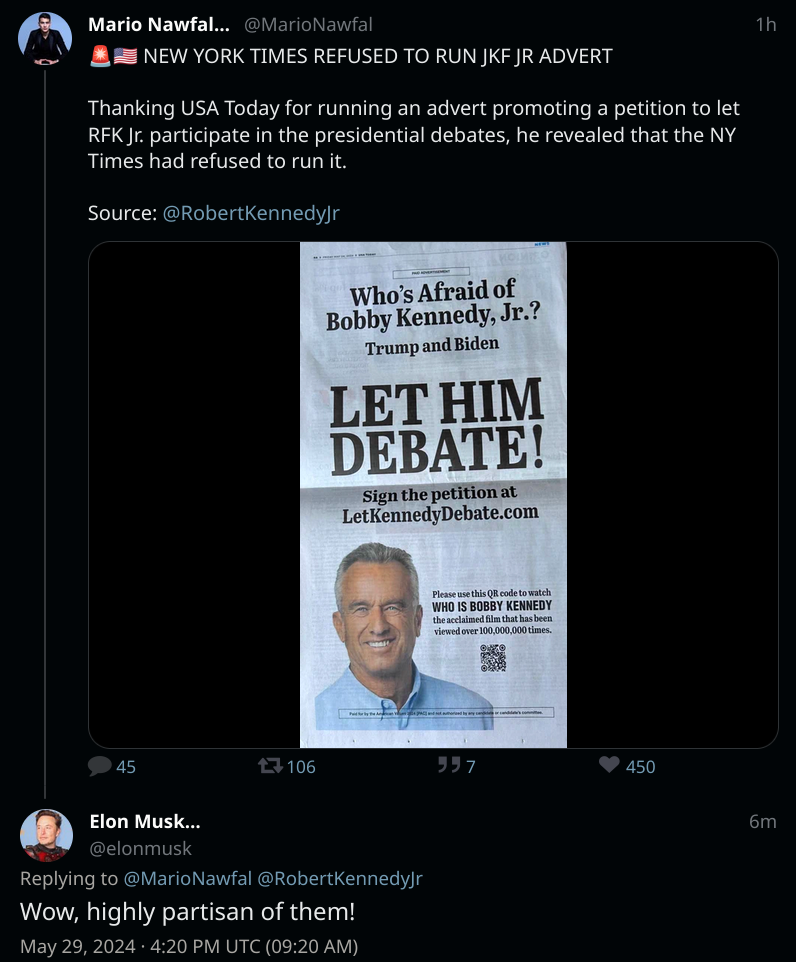 Mario Nawfal... @MarioNawfal 1h
🚨🇺🇸 NEW YORK TIMES REFUSED TO RUN JKF JR ADVERT
Thanking USA Today for running an advert promoting a petition to let
RFK Jr. participate in the presidential debates, he revealed that the NY
Times had refused to run it.
Source: @RobertKennedyJr
NEWS
PAID ADVERTISEMENT
Who's Afraid of
Bobby Kennedy, Jr.?
Trump and Biden
LET HIM
DEBATE!
Sign the petition at
LetKennedyDebate.com
Please use this QR code to watch
WHO IS BOBBY KENNEDY
the acclaimed film that has been
viewed over 100,000,000 times.
Paid for by the American Values 2024 [PAC] and not authorized by any candidate or candidate's committee.
45 106 7 450
Elon Musk... 6m
@elonmusk
Replying to @MarioNawfal @RobertKennedyJr
Wow, highly partisan of them!
May 29, 2024 · 4:20 PM UTC (09:20 AM)